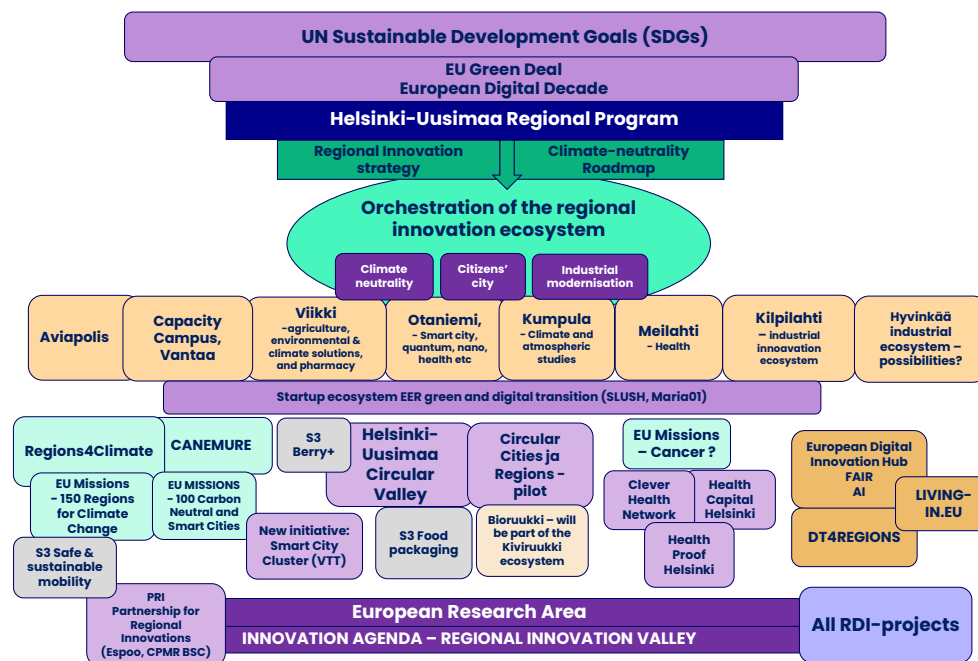 UN Sustainable Development Goals (SDGs)
EU Green Deal
European Digital Decade
Helsinki-Uusimaa Regional Program
Regional Innovation
strategy
Climate-neutrality
Roadmap
Orchestration of the regional
innovation ecosystem
Climate
neutrality
Citizens'
city
Industrial
modernisation
Aviapolis
Capacity
Campus,
Vantaa
Viikki
-agriculture,
environmental &
climate solutions,
and pharmacy
Otaniemi,
- Smart city,
quantum, nano,
health etc
Kumpula
- Climate and
atmospheric
studies
Meilahti
- Health
Kilpilahti
– industrial
innoavation
ecosystem
Hyvinkää
industrial
ecosystem –
possibilities?
Startup ecosystem EER green and digital transition (SLUSH, Maria01)
Regions4Climate
CANEMURE
EU Missions
- 150 Regions
for Climate
Change
EU MISSIONS
- 100 Carbon
Neutral and
Smart Cities
S3 Safe &
sustainable
mobility
PRI
Partnership for
Regional
Innovations
(Espoo, CPMR BSC)
S3
Berry+
Helsinki-
Uusimaa
Circular
Valley
Circular
Cities ja
Regions -
pilot
New initiative:
Smart City
Cluster (VTT)
S3 Food
packaging
Bioruukki – will
be part of the
Kiviruukki
ecosystem
EU Missions
– Cancer ?
Clever
Health
Network
Health
Capital
Helsinki
Health
Proof
Helsinki
European Digital
Innovation Hub
FAIR
AI
LIVING-
IN.EU
DT4REGIONS
European Research Area
INNOVATION AGENDA – REGIONAL INNOVATION VALLEY
All RDI-projects